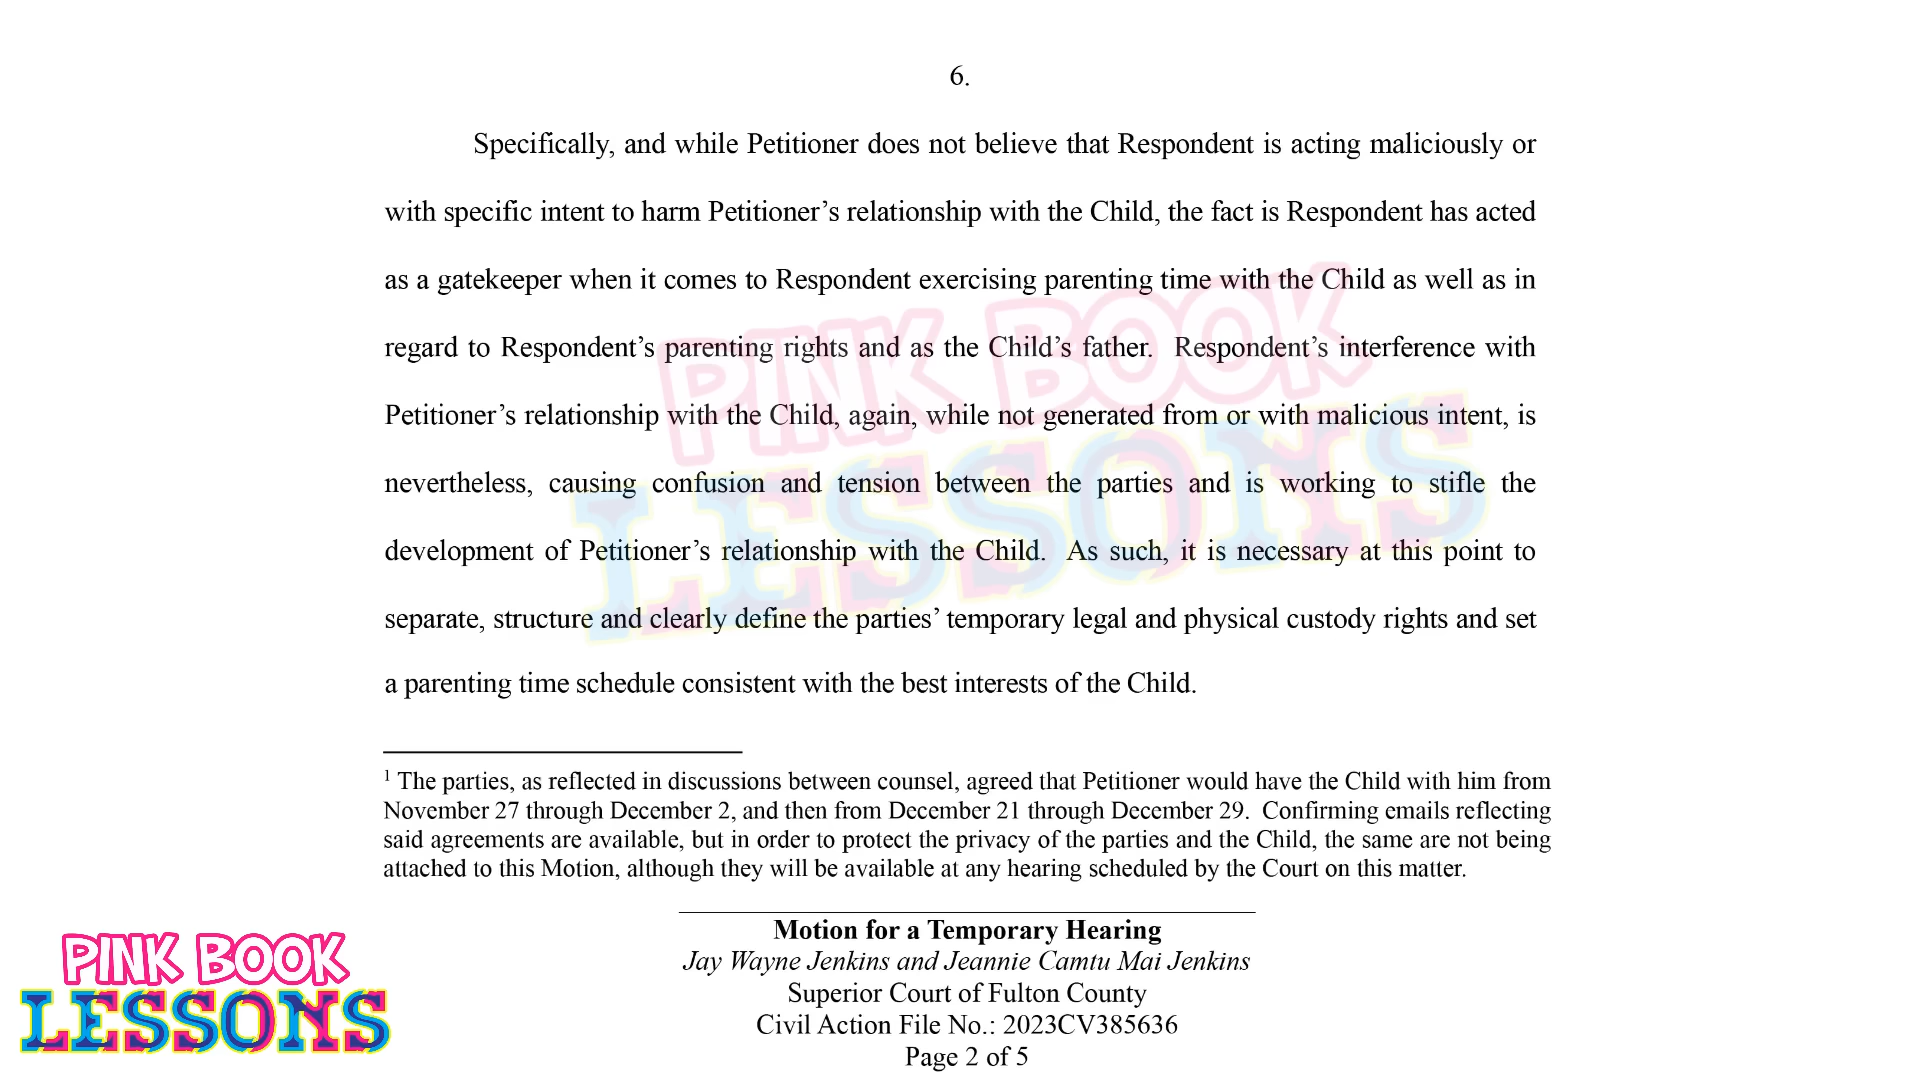 6.
Specifically, and while Petitioner does not believe that Respondent is acting maliciously or
with specific intent to harm Petitioner’s relationship with the Child, the fact is Respondent has acted
as a gatekeeper when it comes to Respondent exercising parenting time with the Child as well as in
regard to Respondent’s parenting rights and as the Child’s father.  Respondent’s interference with
Petitioner’s relationship with the Child, again, while not generated from or with malicious intent, is
nevertheless, causing confusion and tension between the parties and is working to stifle the
development of Petitioner’s relationship with the Child.  As such, it is necessary at this point to
separate, structure and clearly define the parties’ temporary legal and physical custody rights and set
a parenting time schedule consistent with the best interests of the Child.
PINK BOOK
LESSONS
1 The parties, as reflected in discussions between counsel, agreed that Petitioner would have the Child with him from
November 27 through December 2, and then from December 21 through December 29.  Confirming emails reflecting
said agreements are available, but in order to protect the privacy of the parties and the Child, the same are not being
attached to this Motion, although they will be available at any hearing scheduled by the Court on this matter.
Motion for a Temporary Hearing
Jay Wayne Jenkins and Jeannie Camtu Mai Jenkins
Superior Court of Fulton County
Civil Action File No.: 2023CV385636
Page 2 of 5
PINK BOOK
LESSONS